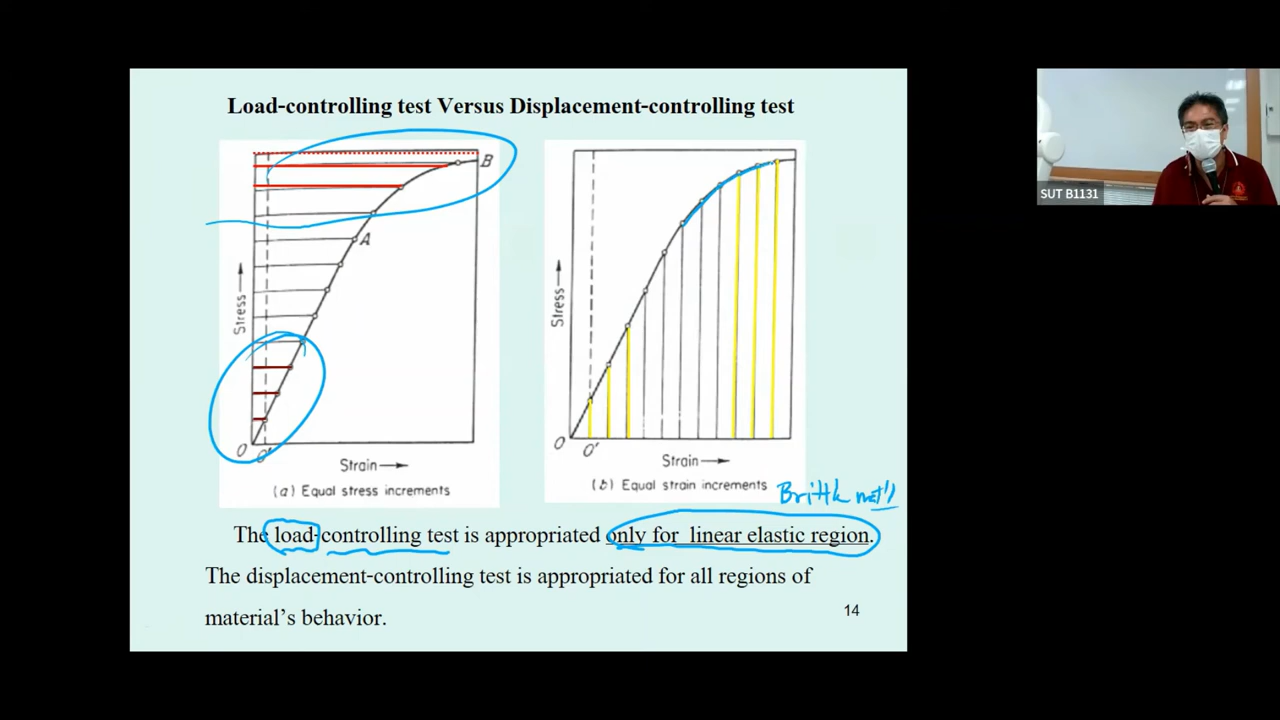 Load-controlling test Versus Displacement-controlling test
B
A
Stress
O
O'
Strain
(a) Equal stress increments
Stress
O
O'
Strain
(b) Equal strain increments
Brittle mat'l
The load-controlling test is appropriated only for linear elastic region.
The displacement-controlling test is appropriated for all regions of
material's behavior.
14
SUT B1131